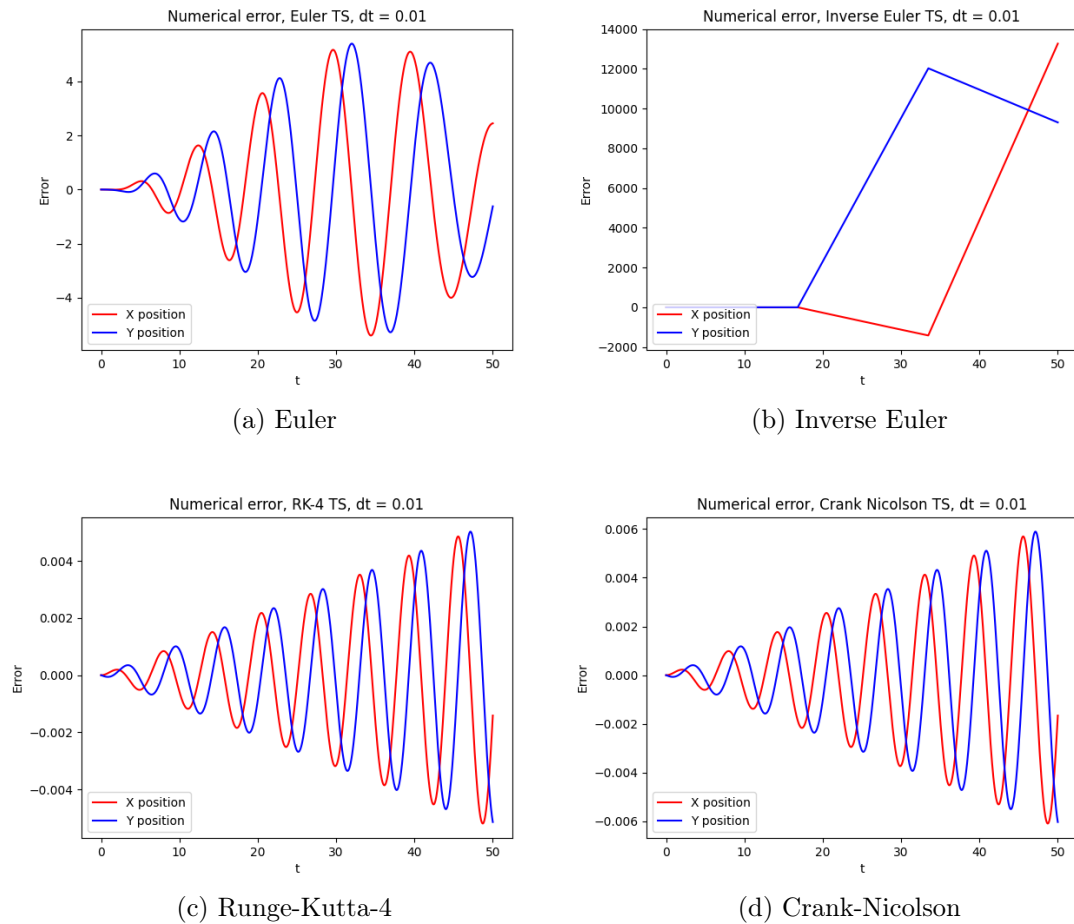 Numerical error, Euler TS, dt = 0.01
Error
4
2
0
−2
−4
X position
Y position
0 10 20 30 40 50
t
(a) Euler
Numerical error, Inverse Euler TS, dt = 0.01
Error
14000
12000
10000
8000
6000
4000
2000
0
−2000
X position
Y position
0 10 20 30 40 50
t
(b) Inverse Euler
Numerical error, RK-4 TS, dt = 0.01
Error
0.004
0.002
0.000
−0.002
−0.004
X position
Y position
0 10 20 30 40 50
t
(c) Runge-Kutta-4
Numerical error, Crank Nicolson TS, dt = 0.01
Error
0.006
0.004
0.002
0.000
−0.002
−0.004
−0.006
X position
Y position
0 10 20 30 40 50
t
(d) Crank-Nicolson